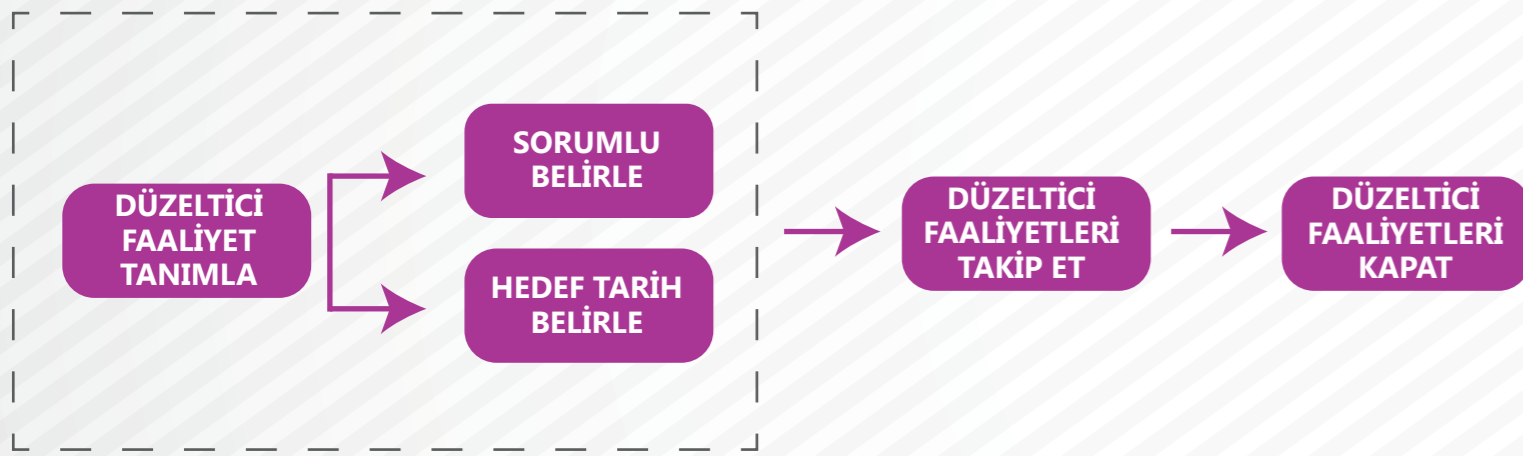 DÜZELTİCİ
FAALİYET
TANIMLA
SORUMLU
BELİRLE
HEDEF TARİH
BELİRLE
DÜZELTİCİ
FAALİYETLERİ
TAKİP ET
DÜZELTİCİ
FAALİYETLERİ
KAPAT